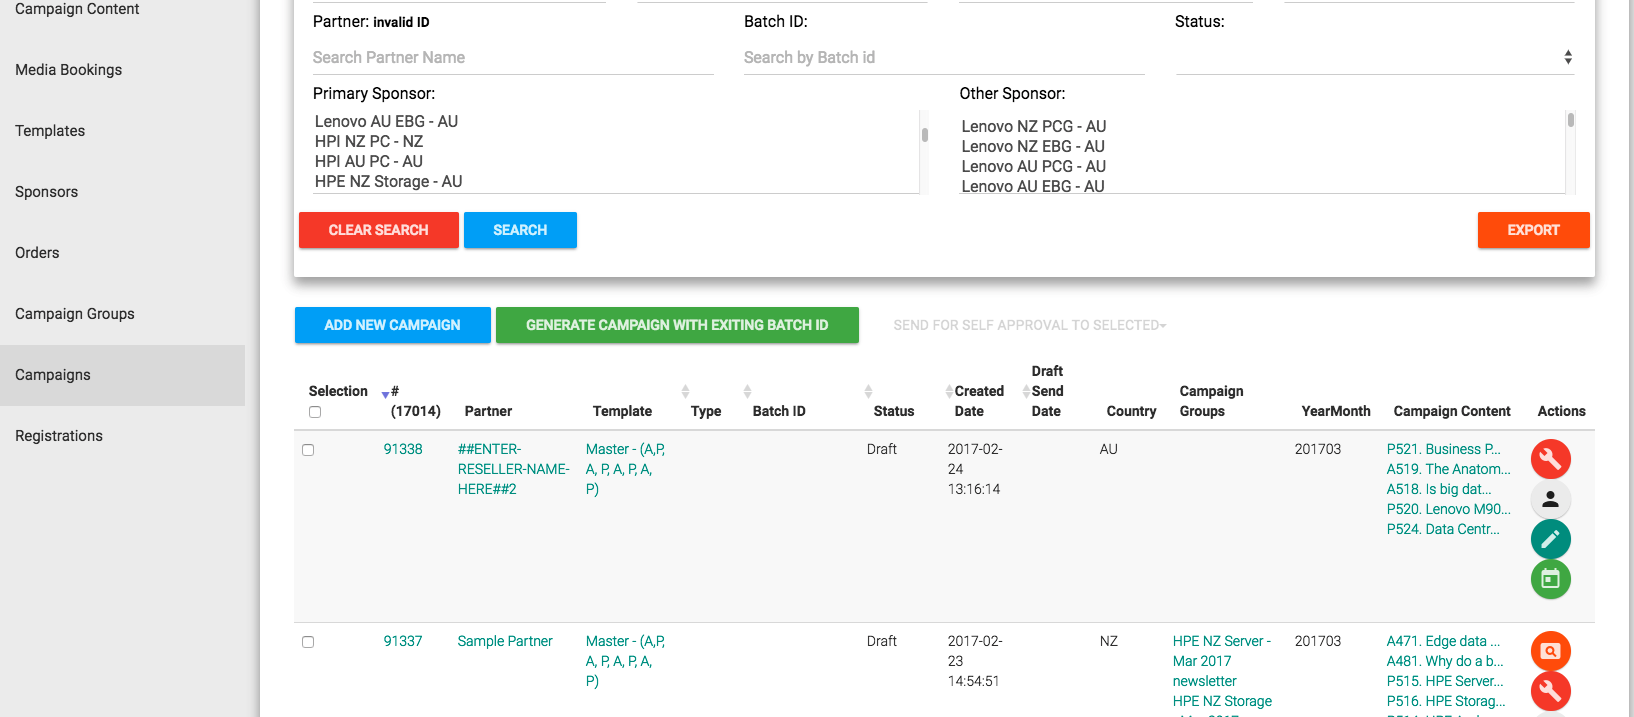 Campaign Content
Media Bookings
Templates
Sponsors
Orders
Campaign Groups
Campaigns
Registrations
Partner: invalid ID
Batch ID:
Status:
Search Partner Name
Search by Batch id
Primary Sponsor:
Other Sponsor:
Lenovo AU EBG - AU
HPI NZ PC - NZ
HPI AU PC - AU
HPE NZ Storage - AU
Lenovo NZ PCG - AU
Lenovo NZ EBG - AU
Lenovo AU PCG - AU
Lenovo AU EBG - AU
CLEAR SEARCH
SEARCH
EXPORT
ADD NEW CAMPAIGN
GENERATE CAMPAIGN WITH EXITING BATCH ID
SEND FOR SELF APPROVAL TO SELECTED
Selection
#
(17014)
Partner
Template
Type
Batch ID
Status
Created
Date
Draft
Send
Date
Country
Campaign
Groups
YearMonth
Campaign Content
Actions
91338
##ENTER-
RESELLER-NAME-
HERE##2
Master - (A,P,
A, P, A, P, A,
P)
Draft
2017-02-
24
13:16:14
AU
201703
P521. Business P...
A519. The Anatom...
A518. Is big dat...
P520. Lenovo M90...
P524. Data Centr...
91337
Sample Partner
Master - (A,P,
A, P, A, P, A,
P)
Draft
2017-02-
23
14:54:51
NZ
HPE NZ Server -
Mar 2017
newsletter
HPE NZ Storage
201703
A471. Edge data ...
A481. Why do a b...
P515. HPE Server...
P516. HPE Storag...